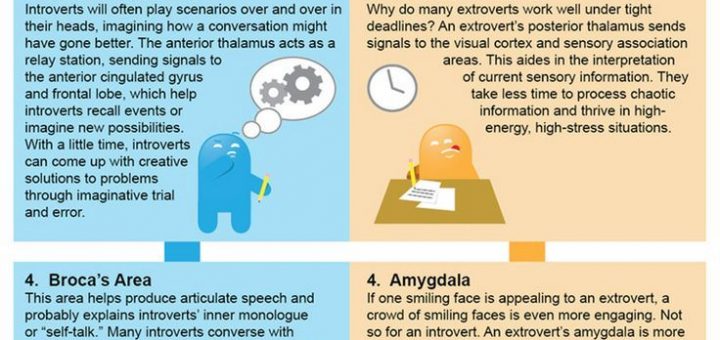 Introverts will often play scenarios over and over in
their heads, imagining how a conversation might
have gone better. The anterior thalamus acts as a
relay station, sending signals to
the anterior cingulated gyrus
and frontal lobe, which help
introverts recall events or
imagine new possibilities.
With a little time, introverts
can come up with creative
solutions to problems
through imaginative trial
and error.
Why do many extroverts work well under tight
deadlines? An extrovert's posterior thalamus sends
signals to the visual cortex and sensory association
areas. This aides in the interpretation
of current sensory information. They
take less time to process chaotic
information and thrive in high-
energy, high-stress situations.
4. Broca's Area
This area helps produce articulate speech and
probably explains introverts' inner monologue
or "self-talk." Many introverts converse with
4. Amygdala
If one smiling face is appealing to an extrovert, a
crowd of smiling faces is even more engaging. Not
so for an introvert. An extrovert's amygdala is more